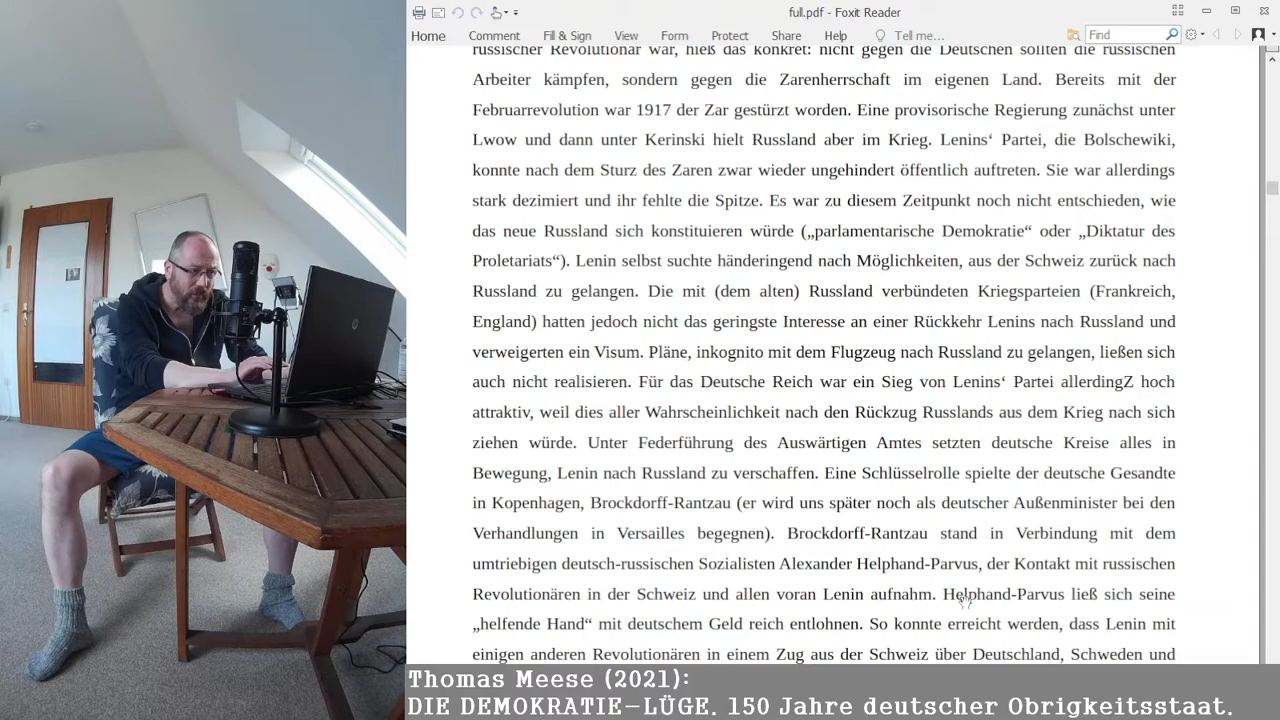 full.pdf - Foxit Reader
Home Comment Fill & Sign View Form Protect Share Help Tell me... Find
russischer Revolutionär war, hieß das konkret: nicht gegen die Deutschen sollten die russischen
Arbeiter kämpfen, sondern gegen die Zarenherrschaft im eigenen Land. Bereits mit der
Februarrevolution war 1917 der Zar gestürzt worden. Eine provisorische Regierung zunächst unter
Lwow und dann unter Kerinski hielt Russland aber im Krieg. Lenins‘ Partei, die Bolschewiki,
konnte nach dem Sturz des Zaren zwar wieder ungehindert öffentlich auftreten. Sie war allerdings
stark dezimiert und ihr fehlte die Spitze. Es war zu diesem Zeitpunkt noch nicht entschieden, wie
das neue Russland sich konstituieren würde („parlamentarische Demokratie“ oder „Diktatur des
Proletariats“). Lenin selbst suchte händeringend nach Möglichkeiten, aus der Schweiz zurück nach
Russland zu gelangen. Die mit (dem alten) Russland verbündeten Kriegsparteien (Frankreich,
England) hatten jedoch nicht das geringste Interesse an einer Rückkehr Lenins nach Russland und
verweigerten ein Visum. Pläne, inkognito mit dem Flugzeug nach Russland zu gelangen, ließen sich
auch nicht realisieren. Für das Deutsche Reich war ein Sieg von Lenins‘ Partei allerdingZ hoch
attraktiv, weil dies aller Wahrscheinlichkeit nach den Rückzug Russlands aus dem Krieg nach sich
ziehen würde. Unter Federführung des Auswärtigen Amtes setzten deutsche Kreise alles in
Bewegung, Lenin nach Russland zu verschaffen. Eine Schlüsselrolle spielte der deutsche Gesandte
in Kopenhagen, Brockdorff-Rantzau (er wird uns später noch als deutscher Außenminister bei den
Verhandlungen in Versailles begegnen). Brockdorff-Rantzau stand in Verbindung mit dem
umtriebigen deutsch-russischen Sozialisten Alexander Helphand-Parvus, der Kontakt mit russischen
Revolutionären in der Schweiz und allen voran Lenin aufnahm. Helphand-Parvus ließ sich seine
„helfende Hand“ mit deutschem Geld reich entlohnen. So konnte erreicht werden, dass Lenin mit
einigen anderen Revolutionären in einem Zug aus der Schweiz über Deutschland, Schweden und
Thomas Meese (2021):
DIE DEMOKRATIE-LÜGE. 150 Jahre deutscher Obrigkeitsstaat.